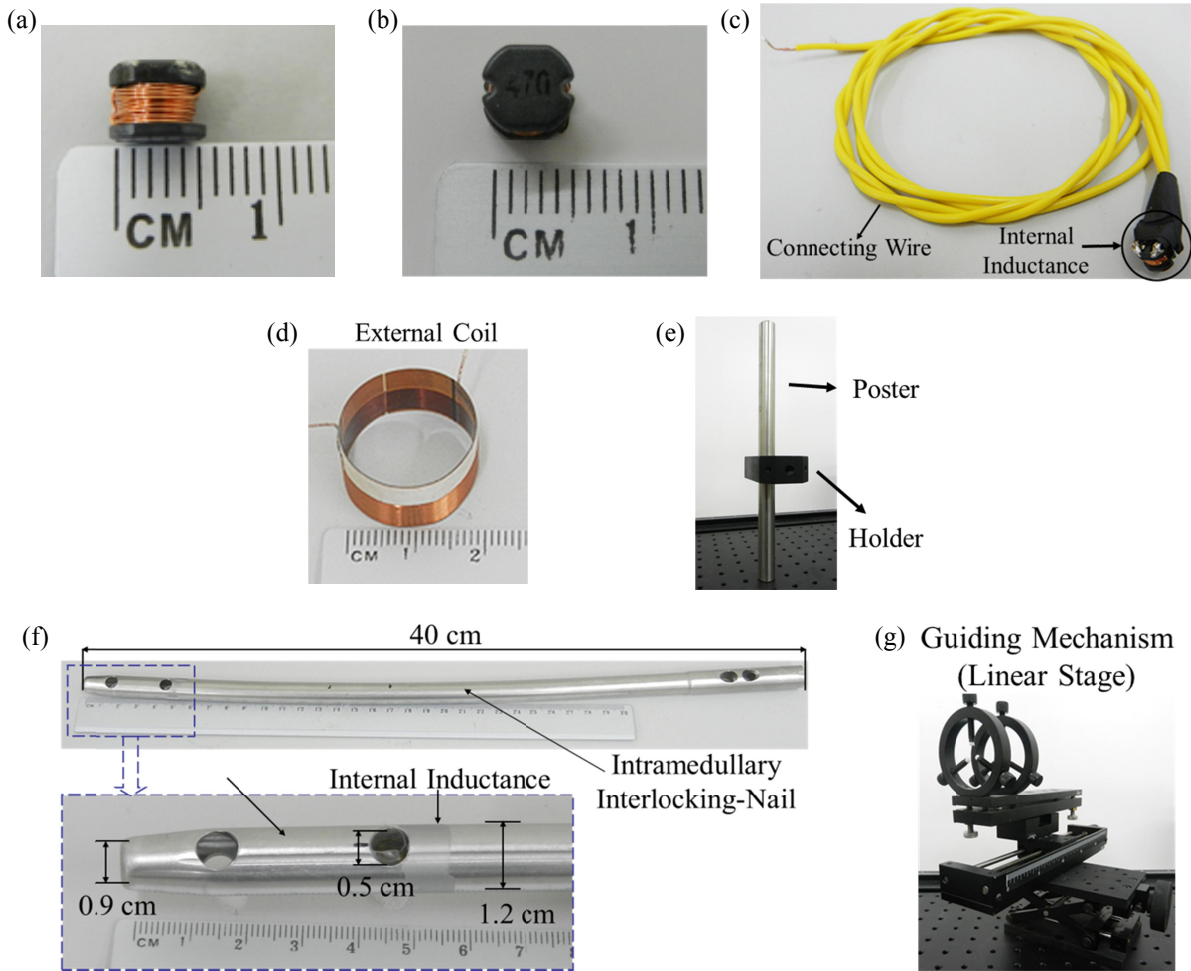 (a)
CM 1
(b)
470
CM 1
(c)
Connecting Wire
Internal
Inductance
(d)
External Coil
CM 1 2
(e)
Poster
Holder
(f)
40 cm
Internal Inductance
Intramedullary
Interlocking-Nail
0.9 cm
0.5 cm
1.2 cm
CM 1 2 3 4 5 6 7
(g)
Guiding Mechanism
(Linear Stage)